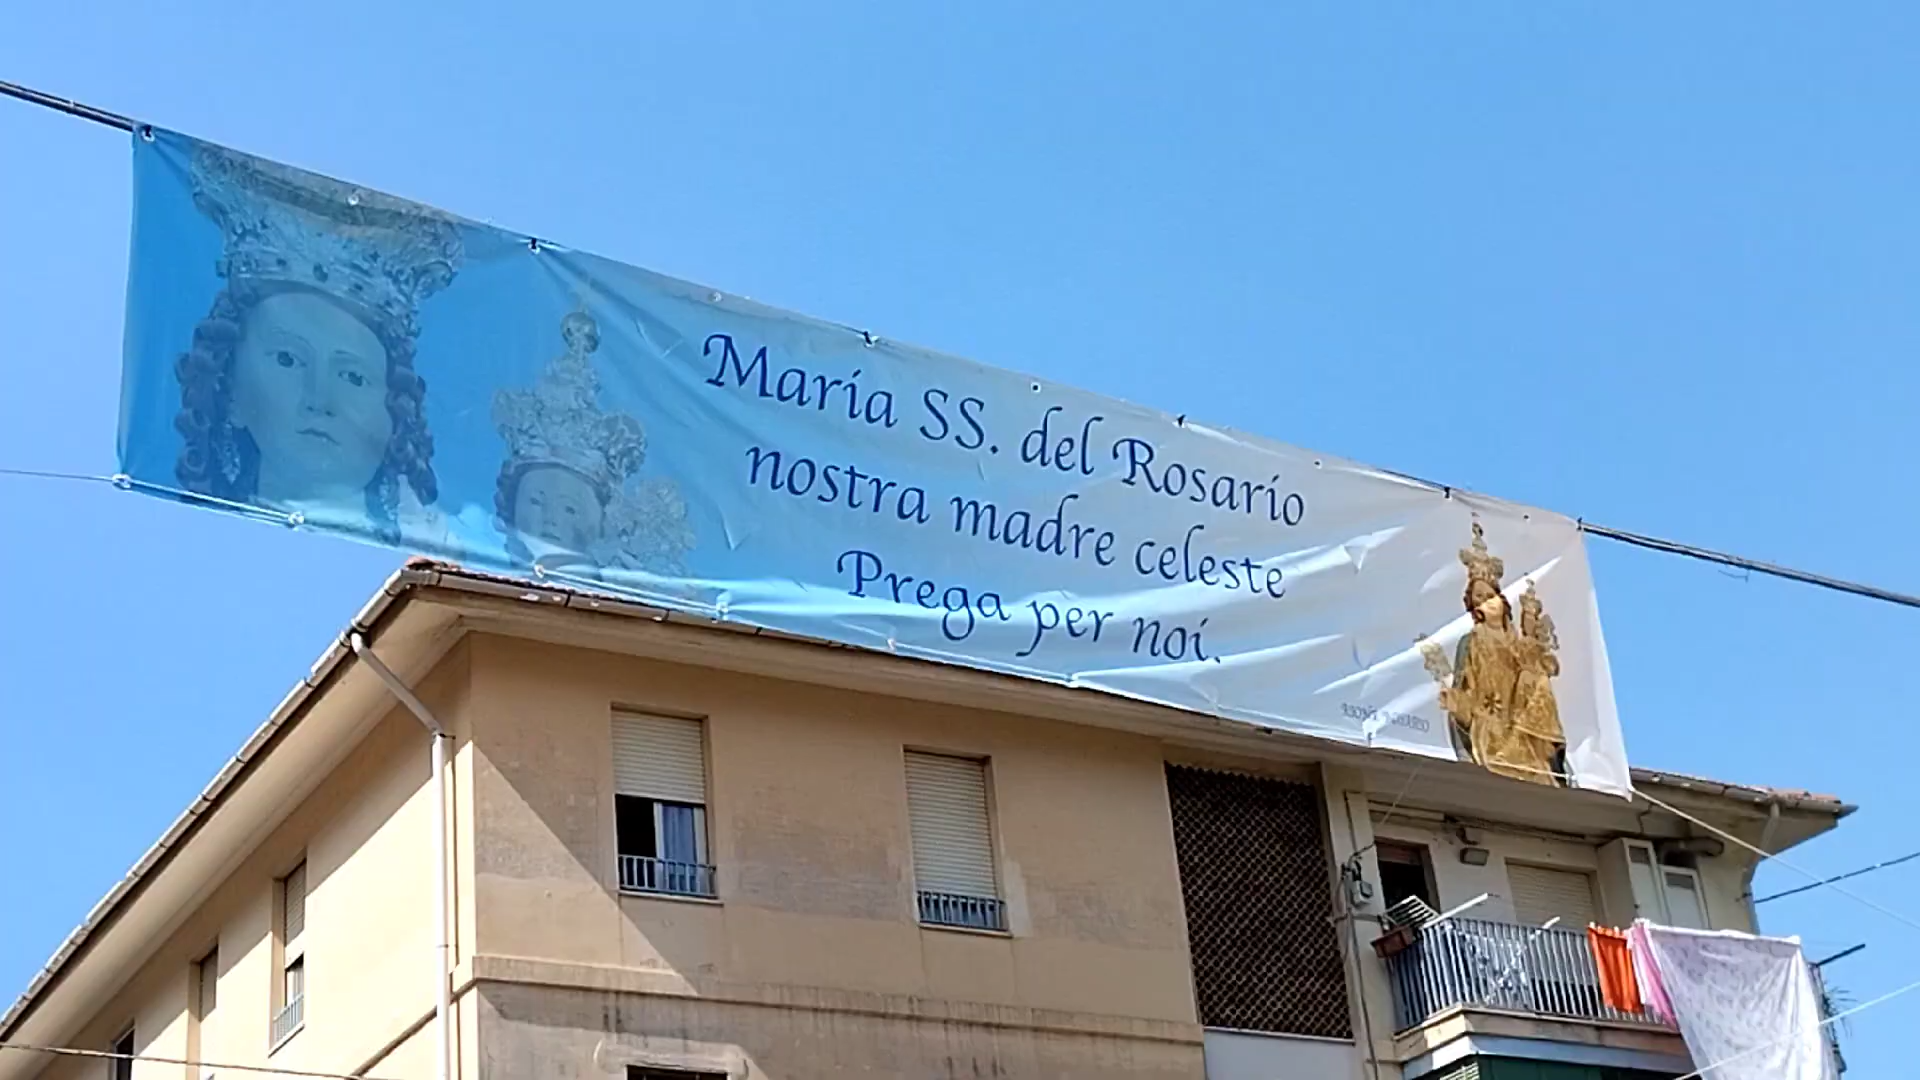 Maria SS. del Rosario
nostra madre celeste
Prega per noi.